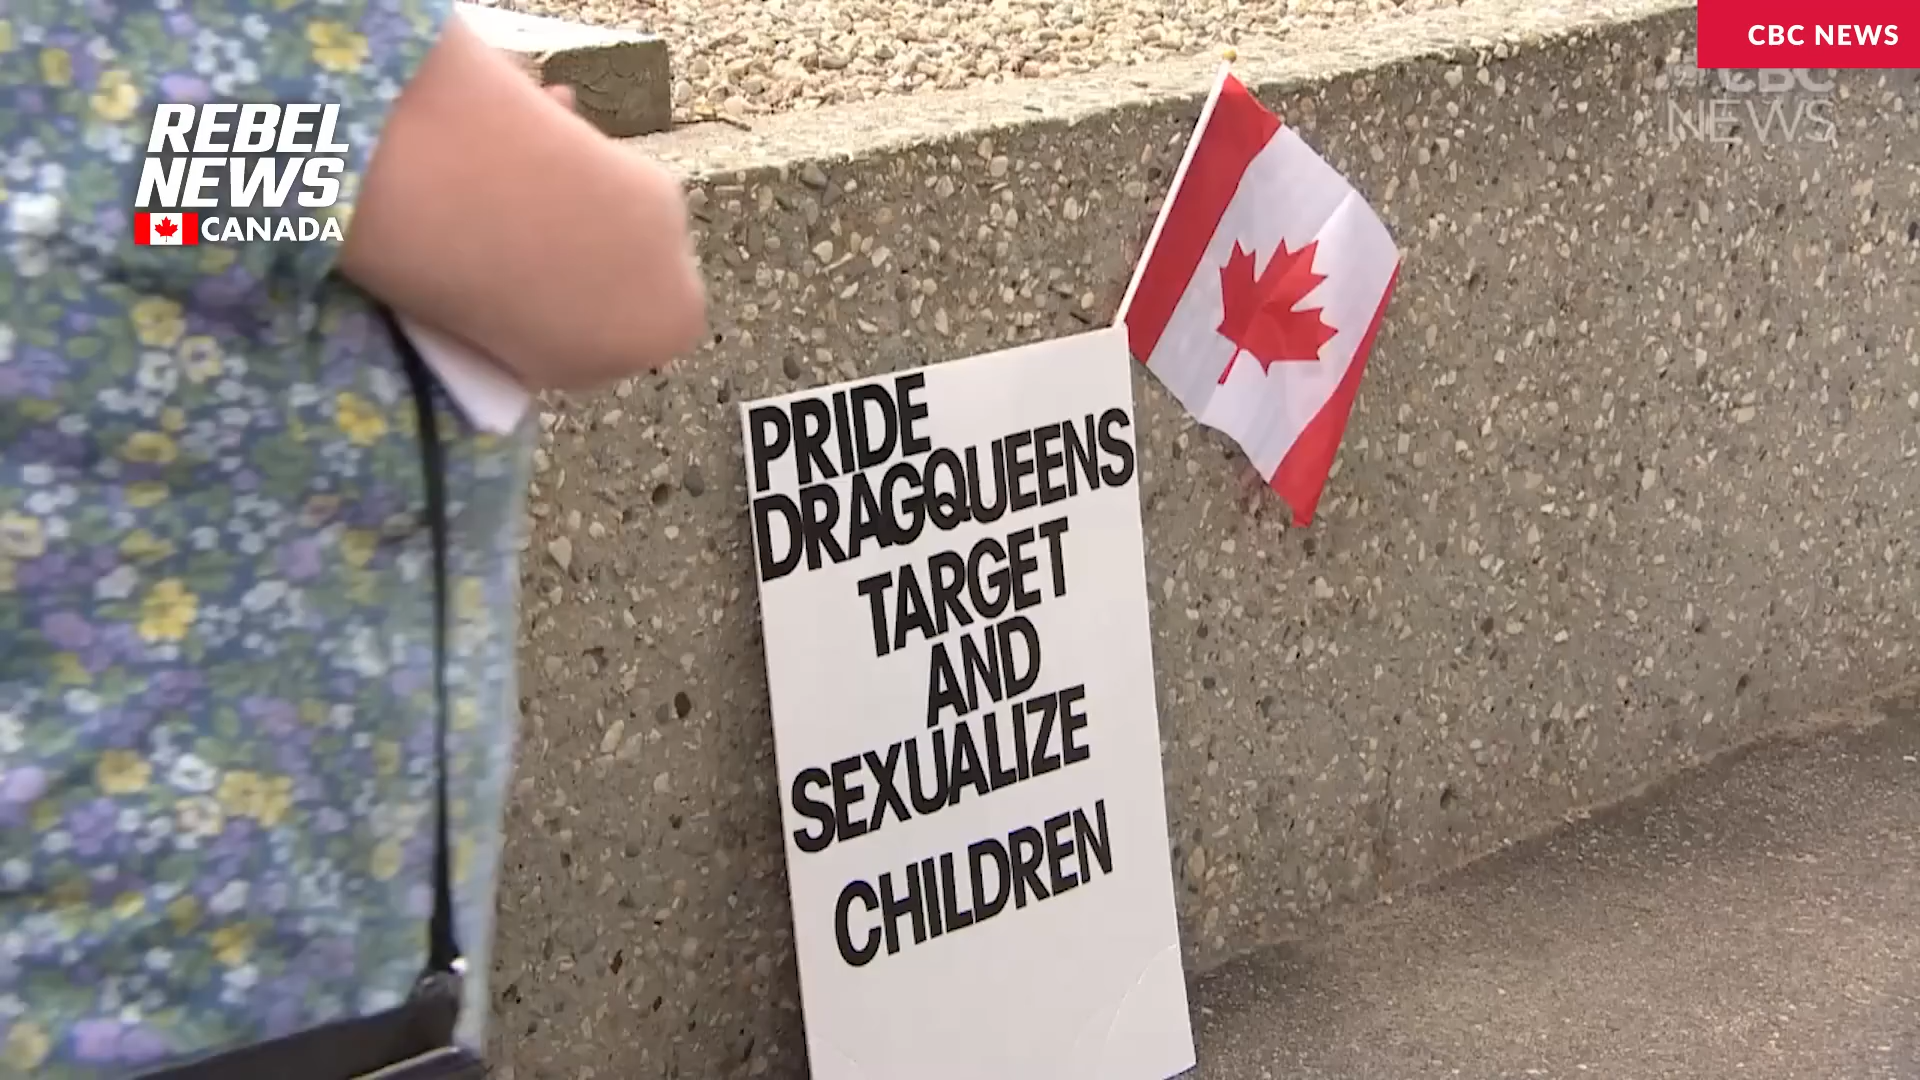 CBC NEWS
CBC
NEWS
REBEL
NEWS
CANADA
PRIDE
DRAGQUEENS
TARGET
AND
SEXUALIZE
CHILDREN